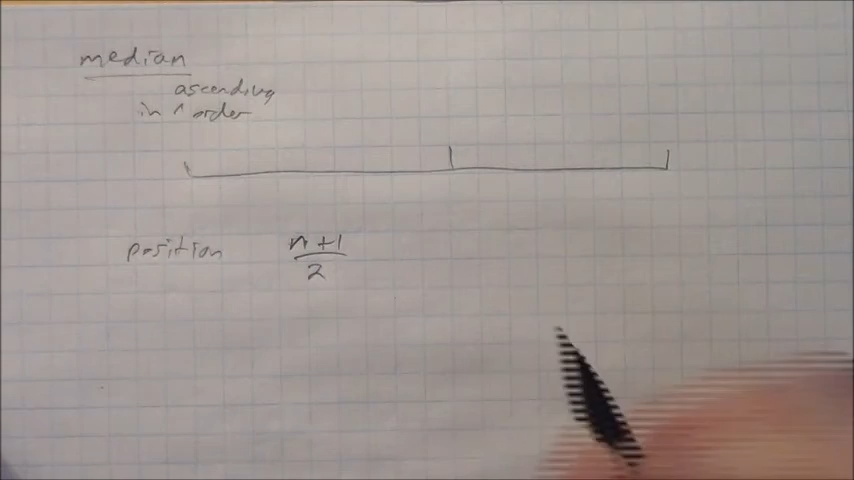 median
ascending
in ^ order
position n+1
2